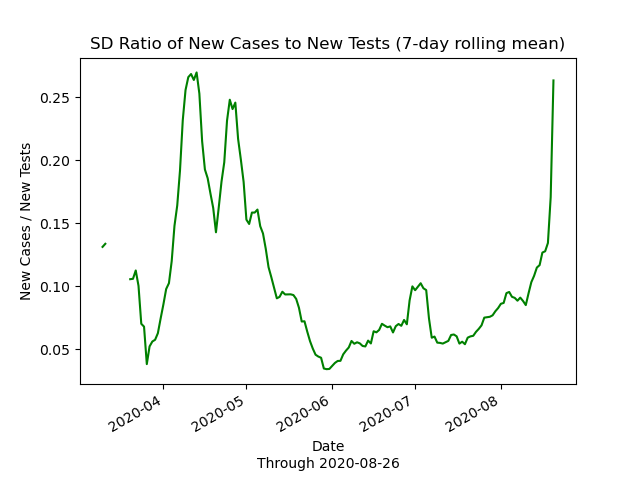 SD Ratio of New Cases to New Tests (7-day rolling mean)
New Cases / New Tests
0.25
0.20
0.15
0.10
0.05
2020-04
2020-05
2020-06
2020-07
2020-08
Date
Through 2020-08-26